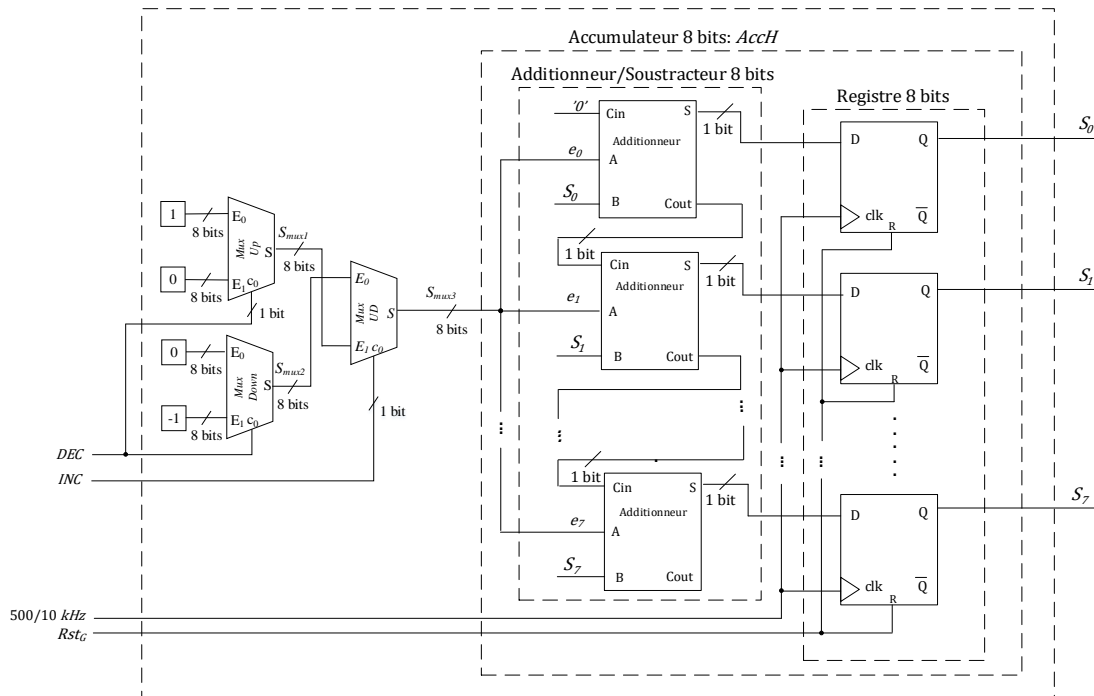 Accumulateur 8 bits: AccH
Additionneur/Soustracteur 8 bits
Registre 8 bits
'0'
Cin
S
Additionneur
A
B
Cout
e0
S0
1 bit
D
Q
clk
Q
R
S0
1
8 bits
E0
Mux Up
S
E1
c0
0
8 bits
1 bit
Smux1
8 bits
0
8 bits
E0
Mux Down
S
E1
c0
-1
8 bits
Smux2
8 bits
E0
Mux UD
S
E1
c0
1 bit
Smux3
8 bits
1 bit
Cin
S
Additionneur
A
B
Cout
e1
S1
1 bit
D
Q
clk
Q
R
S1
...
...
...
...
...
1 bit
Cin
S
Additionneur
A
B
Cout
e7
S7
1 bit
D
Q
clk
Q
R
S7
DEC
INC
500/10 kHz
RstG